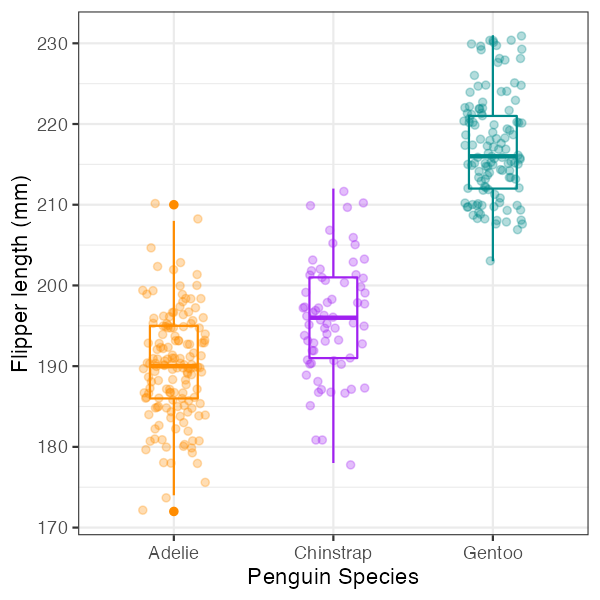 Flipper length (mm)
230
220
210
200
190
180
170
Adelie Chinstrap Gentoo
Penguin Species